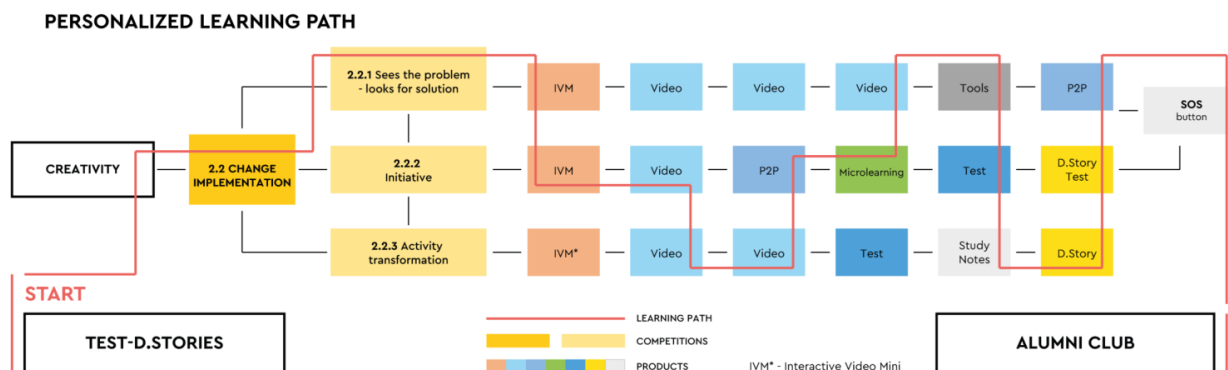 PERSONALIZED LEARNING PATH
2.2.1 Sees the problem
- looks for solution
IVM
Video
Video
Video
Tools
P2P
SOS
button
CREATIVITY
2.2 CHANGE
IMPLEMENTATION
2.2.2
Initiative
IVM
Video
P2P
Microlearning
Test
D.Story
Test
2.2.3 Activity
transformation
IVM*
Video
Video
Test
Study
Notes
D.Story
START
TEST-D.STORIES
LEARNING PATH
COMPETITIONS
PRODUCTS
IVM* - Interactive Video Mini
ALUMNI CLUB